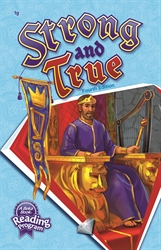 Strong
and
True
Fourth Edition
A Beka Book
Reading
Program